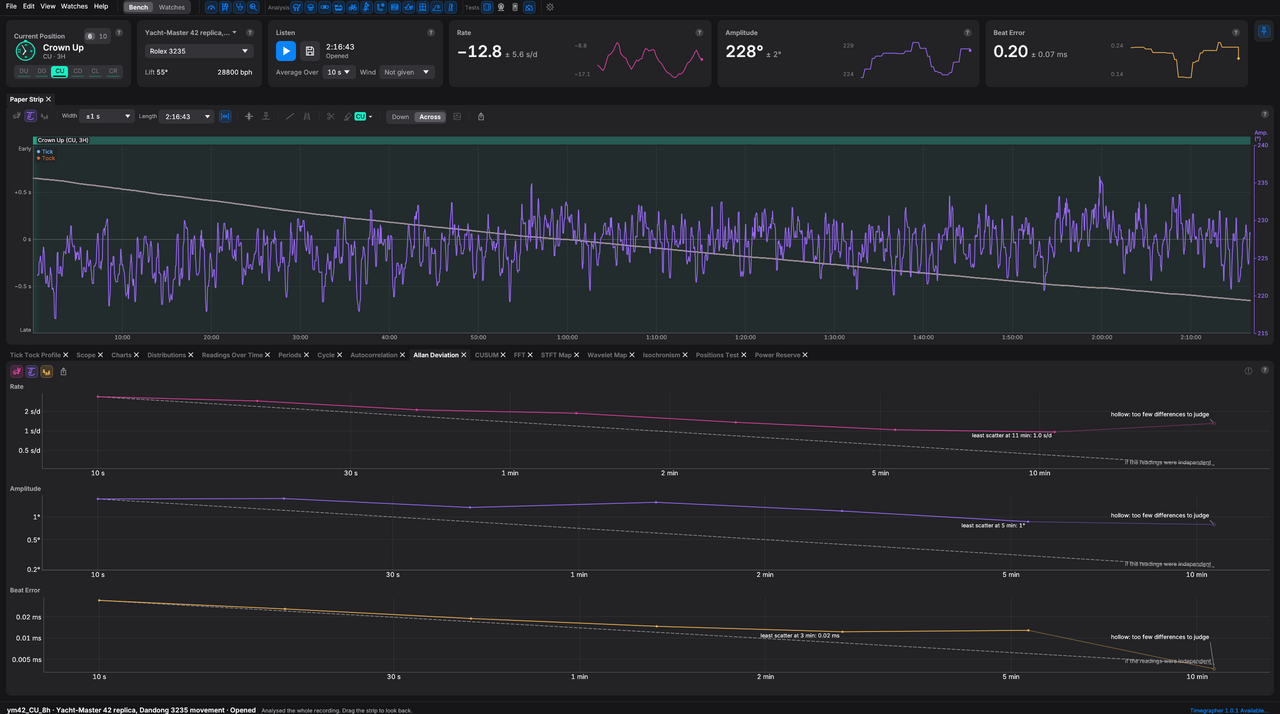 File Edit View Watches Help Bench Watches Analysis Tests
Current Position 6 10 ?
Crown Up
CU · 3H
DU DD CU CD CL CR
Yacht-Master 42 replica,... ?
Rolex 3235
Lift 55° 28800 bph
Listen ?
2:16:43
Opened
Average Over 10 s Wind Not given
Rate ?
−12.8 ± 5.6 s/d
−8.8
−17.1
Amplitude ?
228° ± 2°
229
224
Beat Error ?
0.20 ± 0.07 ms
0.24
0.14
Paper Strip
Width ±1 s Length 2:16:43 CU Down Across ?
Crown Up (CU, 3H)
Tick
Tock
Early
+0.5 s
0 s
−0.5 s
Late
Amp. (°)
240
235
230
225
220
215
10:00 20:00 30:00 40:00 50:00 1:00:00 1:10:00 1:20:00 1:30:00 1:40:00 1:50:00 2:00:00 2:10:00
Tick Tock Profile Scope Charts Distributions Readings Over Time Periods Cycle Autocorrelation Allan Deviation CUSUM FFT STFT Map Wavelet Map Isochronism Positions Test Power Reserve
?
Rate
2 s/d
1 s/d
0.5 s/d
hollow: too few differences to judge
least scatter at 11 min: 1.0 s/d
if the readings were independent
10 s 30 s 1 min 2 min 5 min 10 min
Amplitude
1°
0.5°
0.2°
hollow: too few differences to judge
least scatter at 5 min: 1°
if the readings were independent
10 s 30 s 1 min 2 min 5 min 10 min
Beat Error
0.02 ms
0.01 ms
0.005 ms
least scatter at 3 min: 0.02 ms
hollow: too few differences to judge
if the readings were independent
10 s 30 s 1 min 2 min 5 min 10 min
ym42_CU_8h · Yacht-Master 42 replica, Dandong 3235 movement · Opened Analysed the whole recording. Drag the strip to look back. Timegrapher 1.0.1 Available...